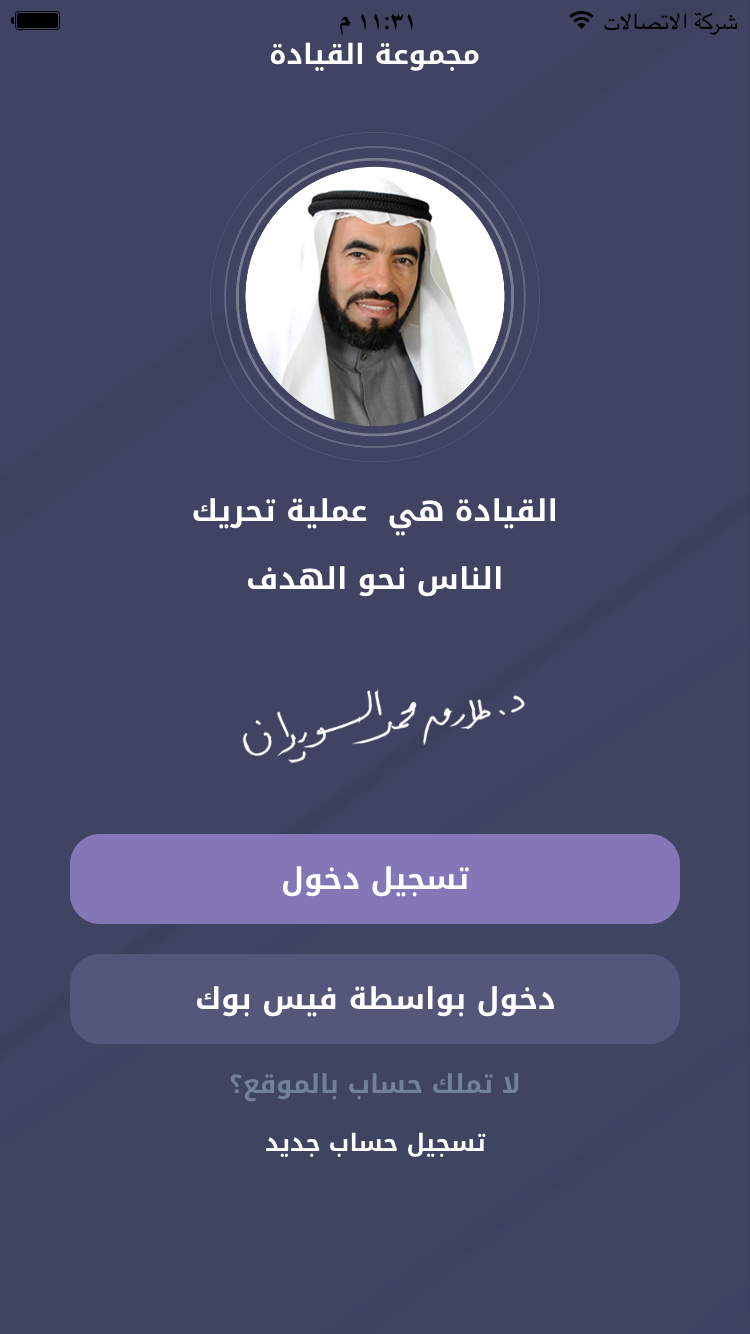 شركة الاتصالات ١١:٣١ م
مجموعة القيادة
القيادة هي عملية تحريك
الناس نحو الهدف
د. طارق محمد السويدان
تسجيل دخول
دخول بواسطة فيس بوك
لا تملك حساب بالموقع؟
تسجيل حساب جديد